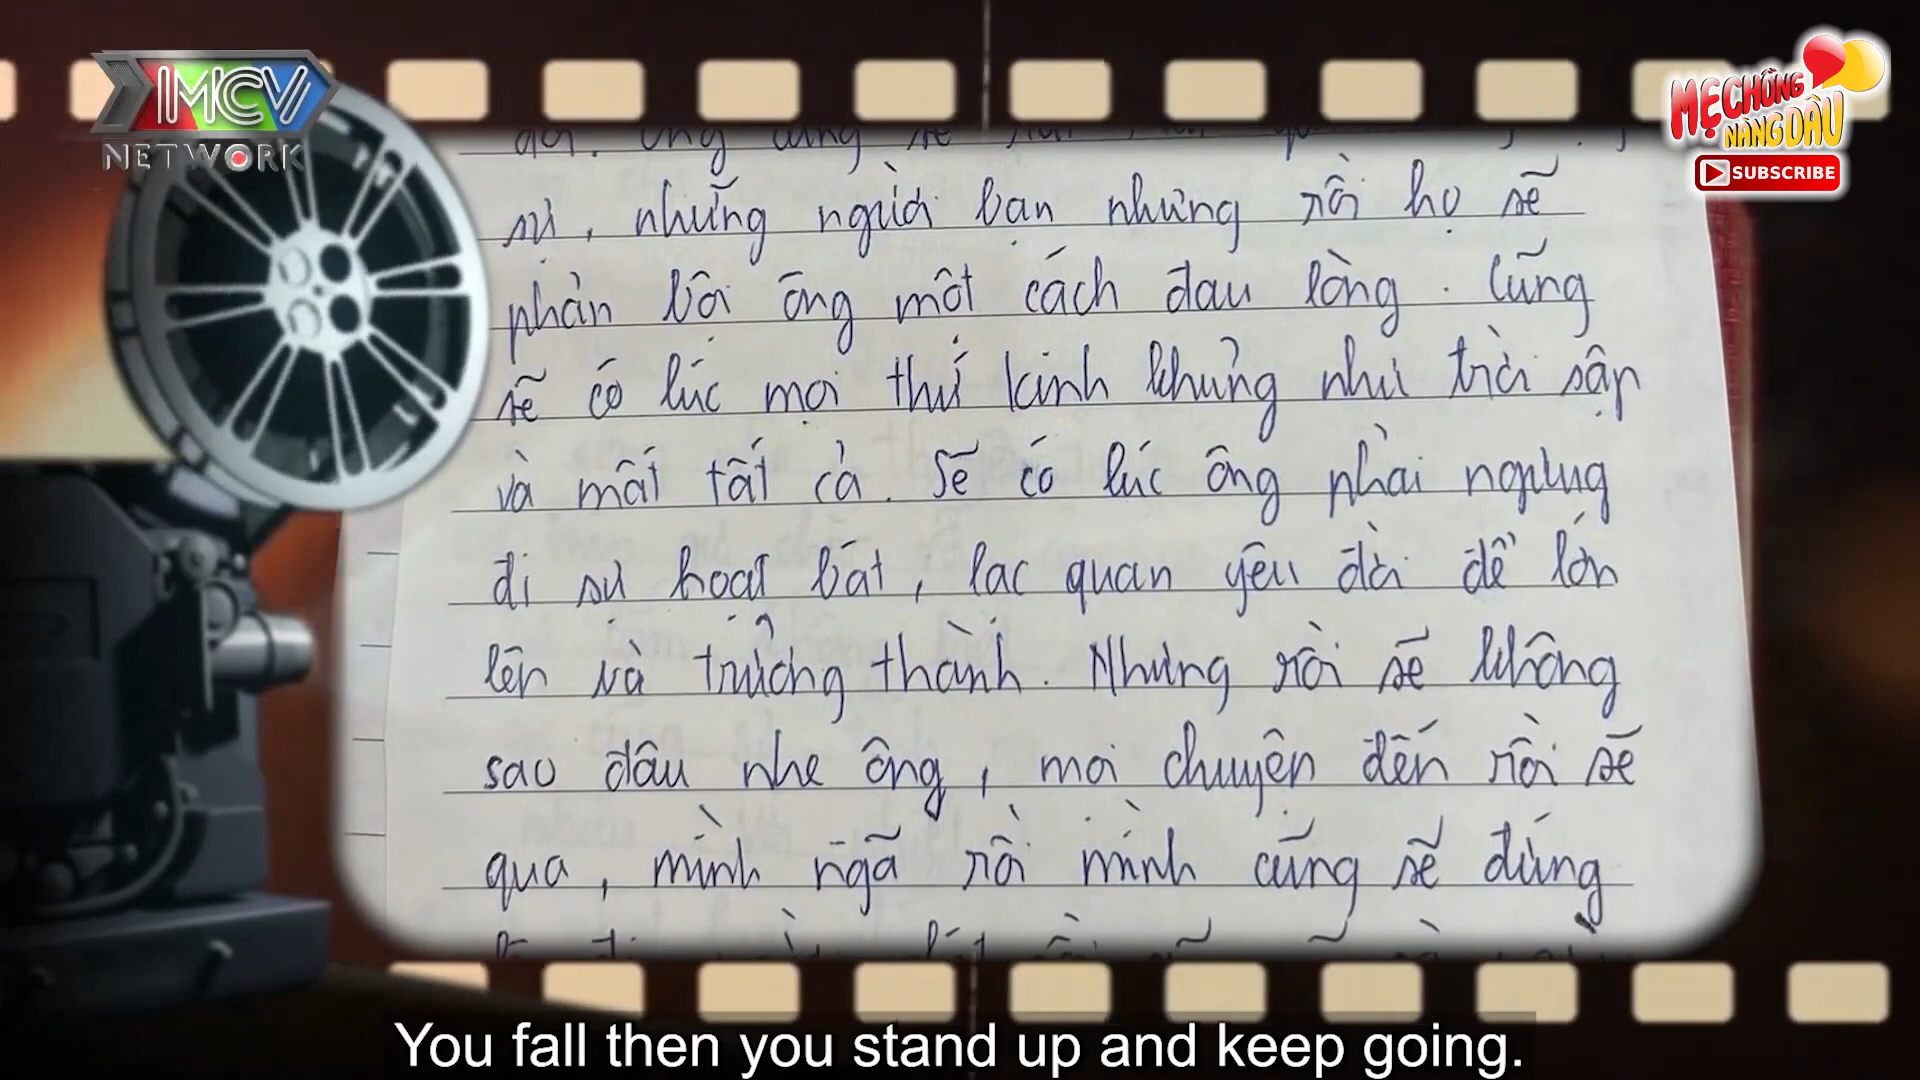 MCV
NETWORK
MẸ CHỒNG
NÀNG DÂU
SUBSCRIBE
sự, những người bạn nhưng rồi họ sẽ
phản bội ông một cách đau lòng. Cũng
sẽ có lúc mọi thứ kinh khủng như trời sập
và mất tất cả. Sẽ có lúc ông phải ngưng
đi sự hoạt bát, lạc quan yêu đời để lớn
lên và trưởng thành. Nhưng rồi sẽ không
sao đâu nhe ông, mọi chuyện đến rồi sẽ
qua, mình ngã rồi mình cũng sẽ đứng
You fall then you stand up and keep going.